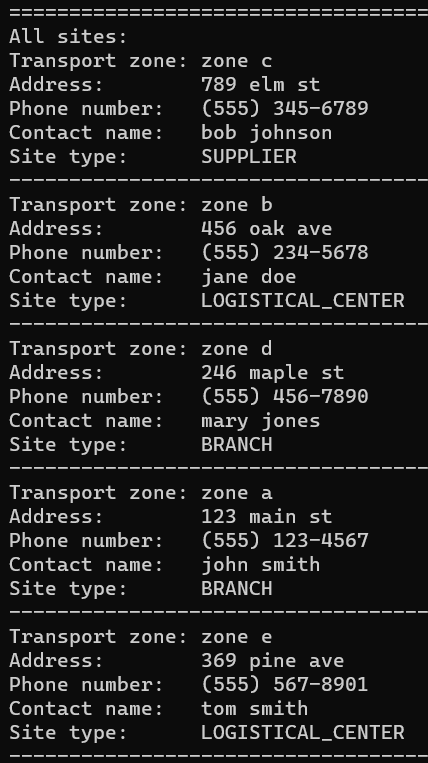 ===================================
All sites:
Transport zone: zone c
Address:        789 elm st
Phone number:   (555) 345-6789
Contact name:   bob johnson
Site type:      SUPPLIER
-----------------------------------
Transport zone: zone b
Address:        456 oak ave
Phone number:   (555) 234-5678
Contact name:   jane doe
Site type:      LOGISTICAL_CENTER
-----------------------------------
Transport zone: zone d
Address:        246 maple st
Phone number:   (555) 456-7890
Contact name:   mary jones
Site type:      BRANCH
-----------------------------------
Transport zone: zone a
Address:        123 main st
Phone number:   (555) 123-4567
Contact name:   john smith
Site type:      BRANCH
-----------------------------------
Transport zone: zone e
Address:        369 pine ave
Phone number:   (555) 567-8901
Contact name:   tom smith
Site type:      LOGISTICAL_CENTER
-----------------------------------